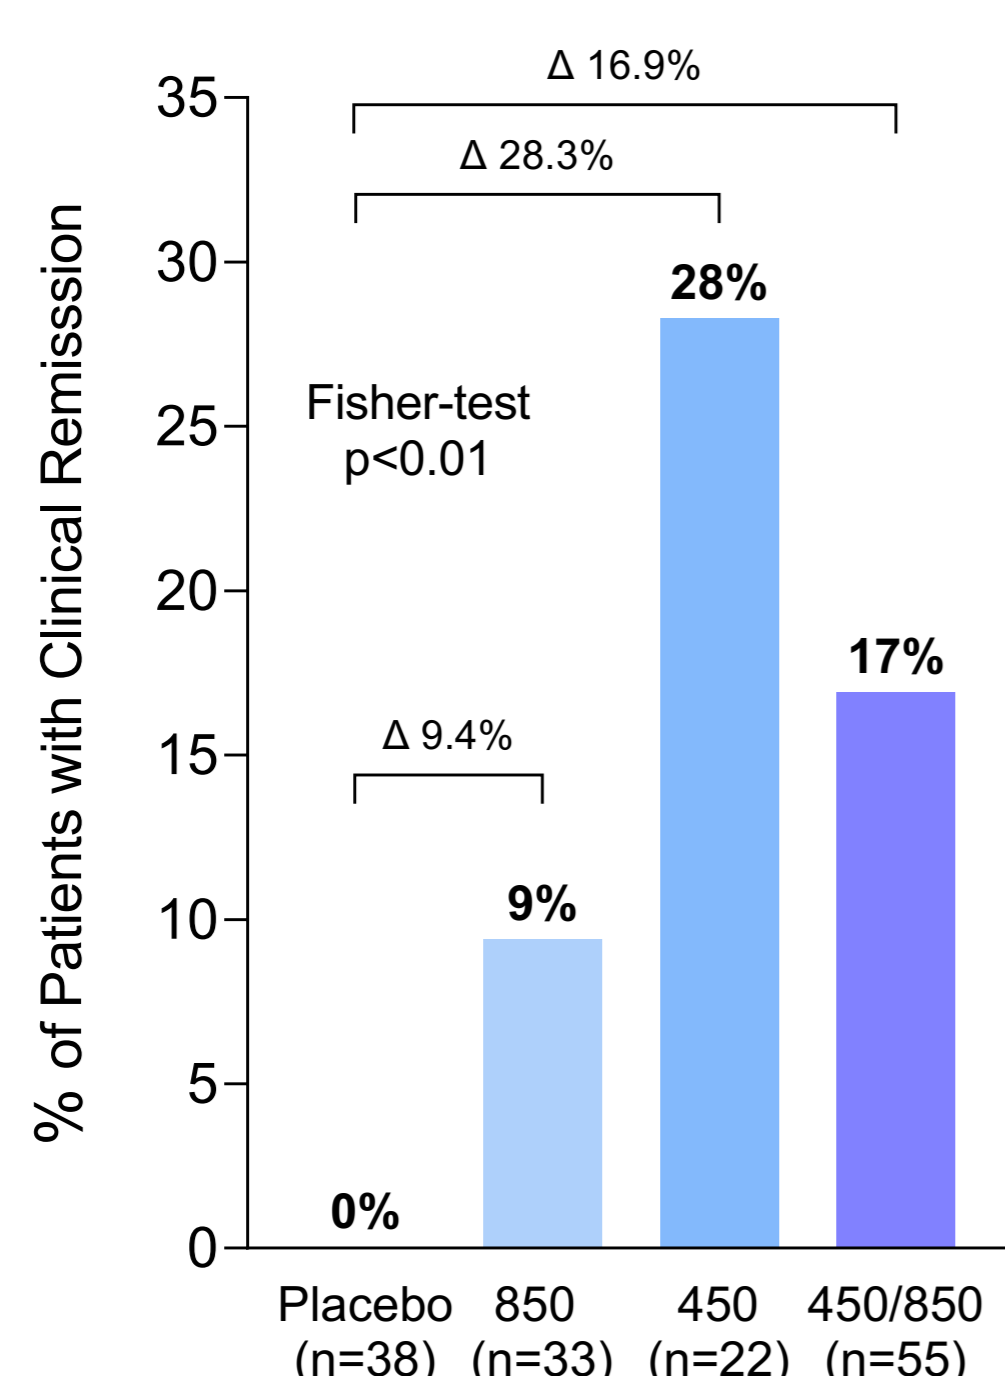 Δ 16.9%
Δ 28.3%
Δ 9.4%
% of Patients with Clinical Remisssion
35
30
25
20
15
10
5
0
Fisher-test
p<0.01
0%
9%
28%
17%
Placebo 850 450 450/850
(n=38) (n=33) (n=22) (n=55)